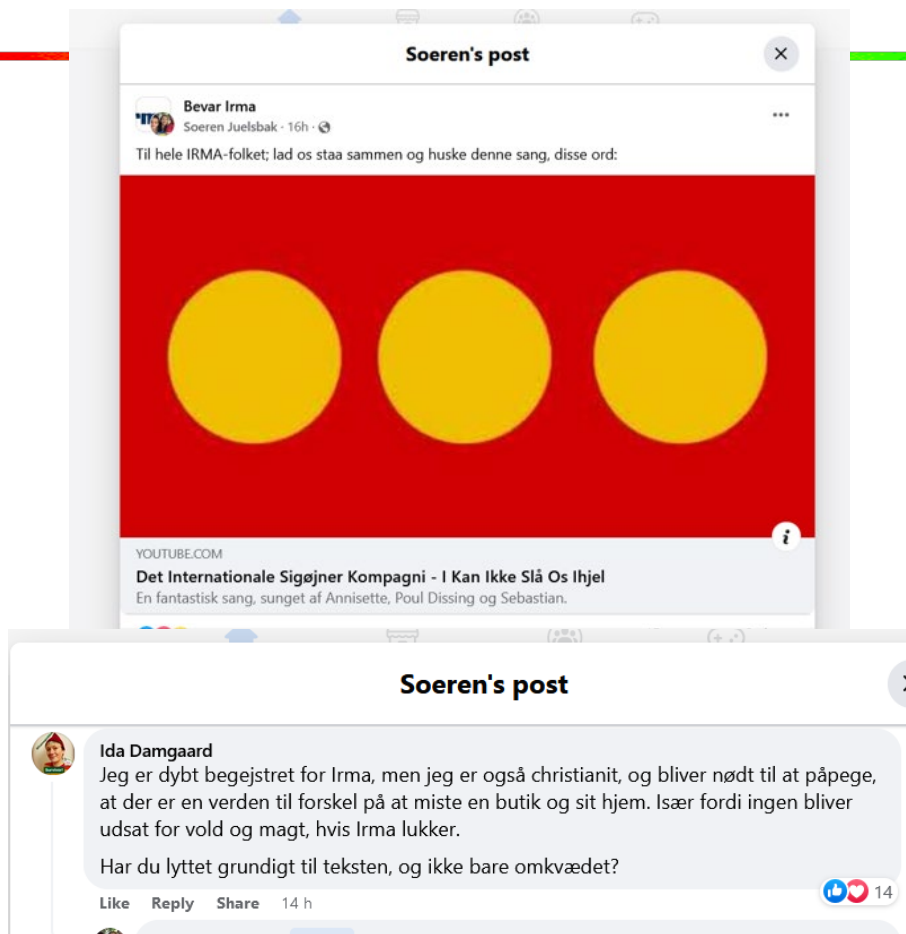 Soeren's post
Bevar Irma
Soeren Juelsbak · 16h ·
Til hele IRMA-folket; lad os staa sammen og huske denne sang, disse ord:
YOUTUBE.COM
Det Internationale Sigøjner Kompagni - I Kan Ikke Slå Os Ihjel
En fantastisk sang, sunget af Annisette, Poul Dissing og Sebastian.
Soeren's post
Ida Damgaard
Jeg er dybt begejstret for Irma, men jeg er også christianit, og bliver nødt til at påpege,
at der er en verden til forskel på at miste en butik og sit hjem. Især fordi ingen bliver
udsat for vold og magt, hvis Irma lukker.
Har du lyttet grundigt til teksten, og ikke bare omkvædet?
Like Reply Share 14 h
14